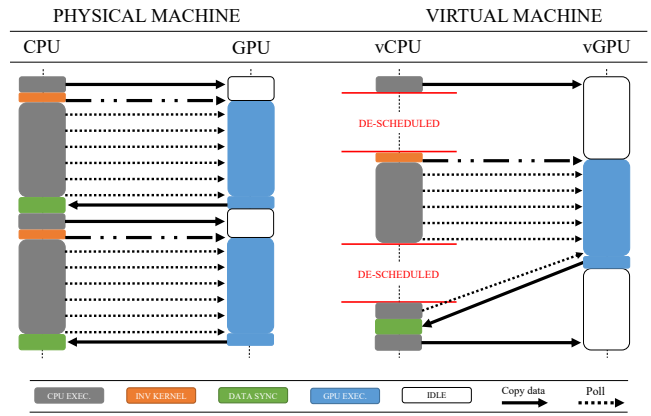 PHYSICAL MACHINE
VIRTUAL MACHINE
CPU
GPU
vCPU
vGPU
DE-SCHEDULED
DE-SCHEDULED
CPU EXEC.
INV KERNEL
DATA SYNC
GPU EXEC.
IDLE
Copy data
Poll